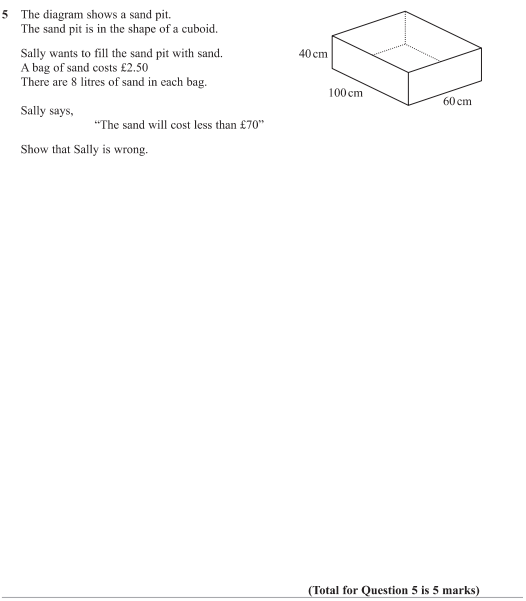 5 The diagram shows a sand pit.
The sand pit is in the shape of a cuboid.
Sally wants to fill the sand pit with sand.
A bag of sand costs £2.50
There are 8 litres of sand in each bag.
Sally says,
“The sand will cost less than £70”
Show that Sally is wrong.
40 cm
100 cm
60 cm
(Total for Question 5 is 5 marks)